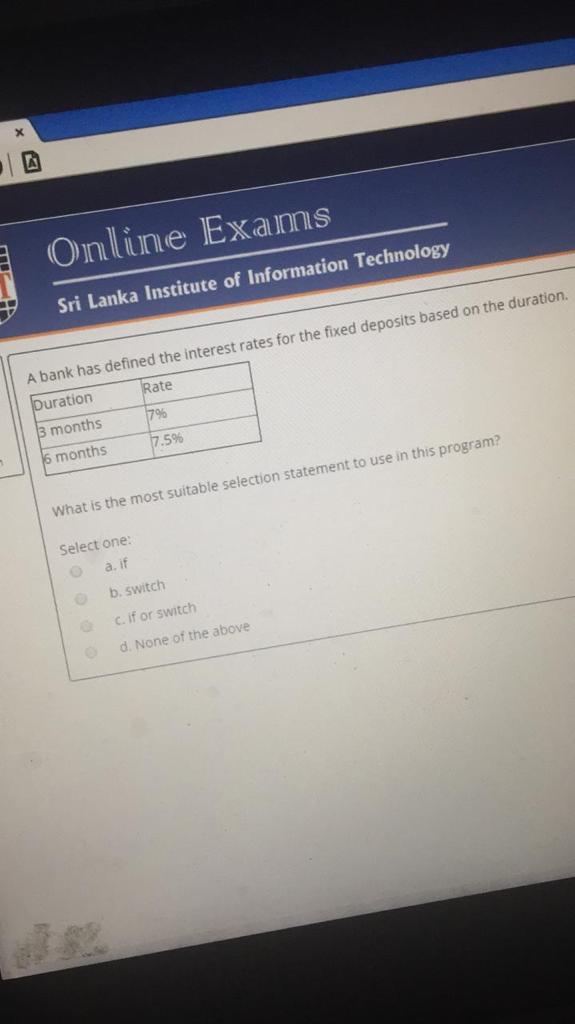 Online Exams
Sri Lanka Institute of Information Technology
A bank has defined the interest rates for the fixed deposits based on the duration.
Duration Rate
3 months 7%
6 months 7.5%
What is the most suitable selection statement to use in this program?
Select one:
a. if
b. switch
c. if or switch
d. None of the above